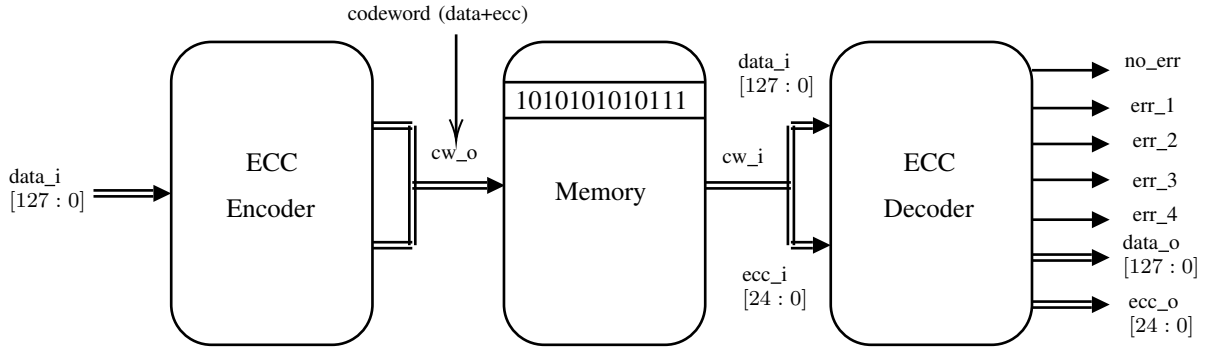 codeword (data+ecc)
data_i
[127 : 0]
ECC
Encoder
cw_o
1010101010111
Memory
cw_i
data_i
[127 : 0]
ecc_i
[24 : 0]
ECC
Decoder
no_err
err_1
err_2
err_3
err_4
data_o
[127 : 0]
ecc_o
[24 : 0]